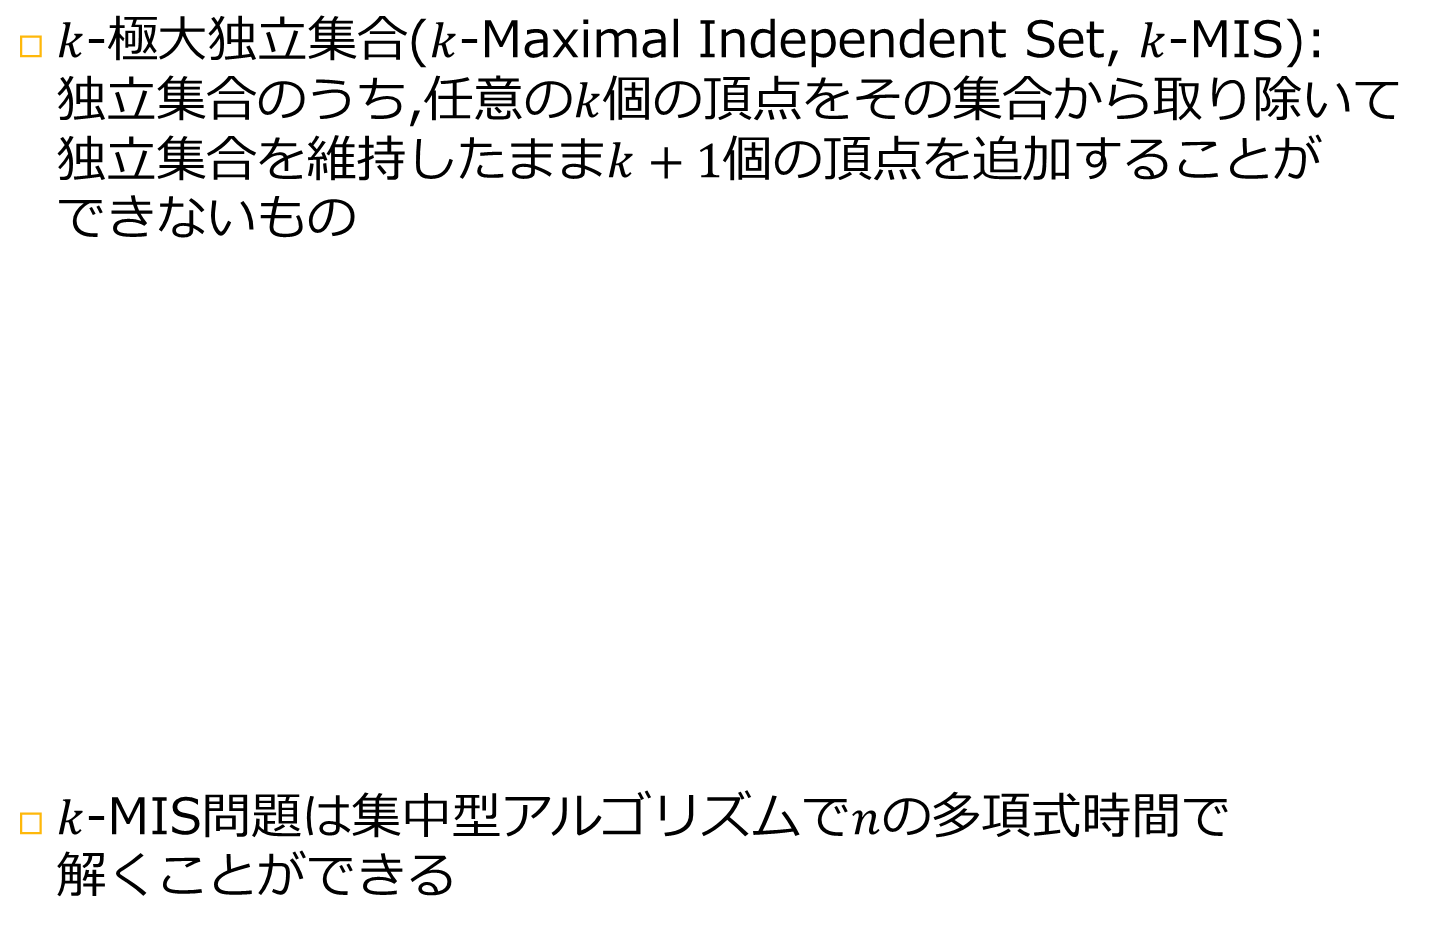 □ 𝑘-極大独立集合(𝑘-Maximal Independent Set, 𝑘-MIS):
独立集合のうち,任意の𝑘個の頂点をその集合から取り除いて
独立集合を維持したまま𝑘 + 1個の頂点を追加することが
できないもの
□ 𝑘-MIS問題は集中型アルゴリズムで𝑛の多項式時間で
解くことができる